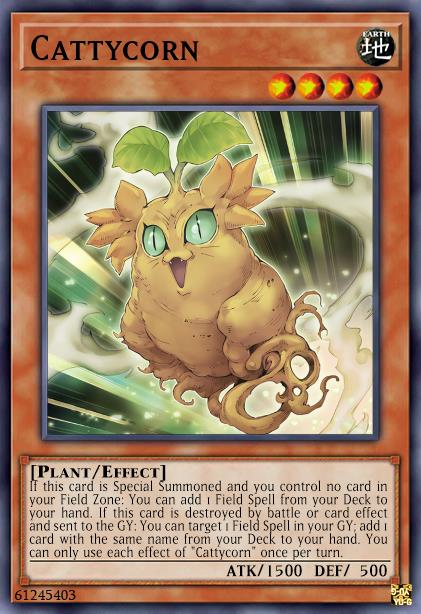 CATTYCORN
EARTH
地
[PLANT/EFFECT]
If this card is Special Summoned and you control no card in
your Field Zone: You can add 1 Field Spell from your Deck to
your hand. If this card is destroyed by battle or card effect
and sent to the GY: You can target 1 Field Spell in your GY; add 1
card with the same name from your Deck to your hand. You
can only use each effect of "Cattycorn" once per turn.
ATK/1500 DEF/ 500
61245403